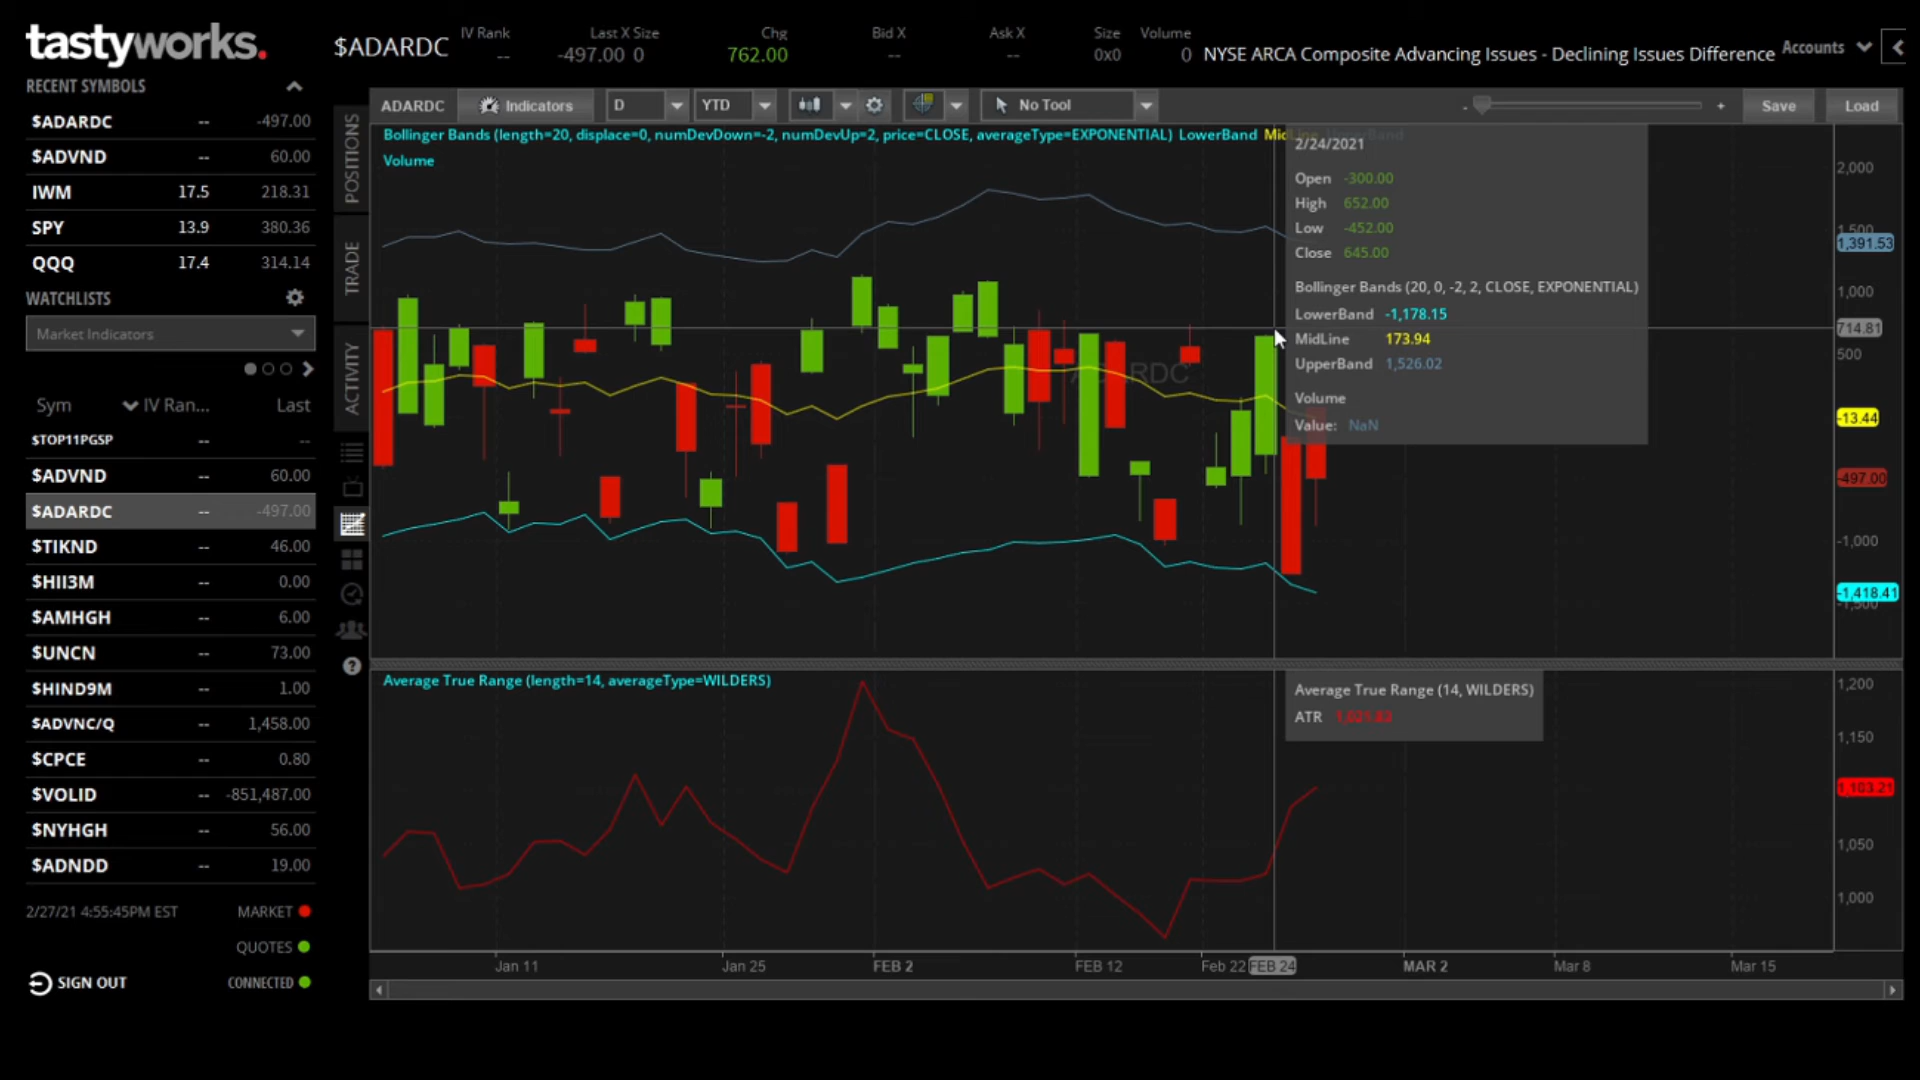 tastyworks.
$ADARDC
IV Rank
--
Last X Size
-497.00 0
Chg
762.00
Bid X
--
Ask X
--
Size
0x0
Volume
0
NYSE ARCA Composite Advancing Issues - Declining Issues Difference
Accounts
RECENT SYMBOLS
$ADARDC -- -497.00
$ADVND -- 60.00
IWM 17.5 218.31
SPY 13.9 380.36
QQQ 17.4 314.14
WATCHLISTS
Market Indicators
Sym IV Ran... Last
$TOP11PGSP -- --
$ADVND -- 60.00
$ADARDC -- -497.00
$TIKND -- 46.00
$HII3M -- 0.00
$AMHGH -- 6.00
$UNCN -- 73.00
$HIND9M -- 1.00
$ADVNC/Q -- 1,458.00
$CPCE -- 0.80
$VOLID -- -851,487.00
$NYHGH -- 56.00
$ADNDD -- 19.00
2/27/21 4:55:45PM EST MARKET
QUOTES
SIGN OUT CONNECTED
POSITIONS
TRADE
ACTIVITY
?
ADARDC Indicators D YTD No Tool - + Save Load
Bollinger Bands (length=20, displace=0, numDevDown=-2, numDevUp=2, price=CLOSE, averageType=EXPONENTIAL) LowerBand
Volume
2/24/2021
Open -300.00
High 652.00
Low -452.00
Close 645.00
Bollinger Bands (20, 0, -2, 2, CLOSE, EXPONENTIAL)
LowerBand -1,178.15
MidLine 173.94
UpperBand 1,526.02
Volume
Value: NaN
ADARDC
2,000
1,391.53
1,000
714.81
500
-13.44
-497.00
-1,000
-1,418.41
Average True Range (length=14, averageType=WILDERS)
Average True Range (14, WILDERS)
ATR
1,200
1,150
1,103.21
1,050
1,000
Jan 11 Jan 25 FEB 2 FEB 12 Feb 22 FEB 24 MAR 2 Mar 8 Mar 15